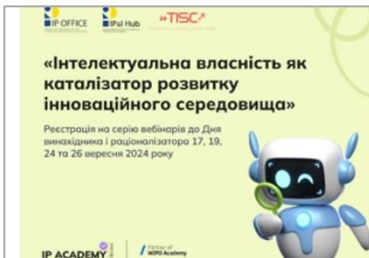 IP OFFICE
IP&I Hub
TISC
«Інтелектуальна власність як
каталізатор розвитку
інноваційного середовища»
Реєстрація на серію вебінарів до Дня
винахідника і раціоналізатора 17, 19,
24 та 26 вересня 2024 року
IP ACADEMY
Partner of
WIPO Academy